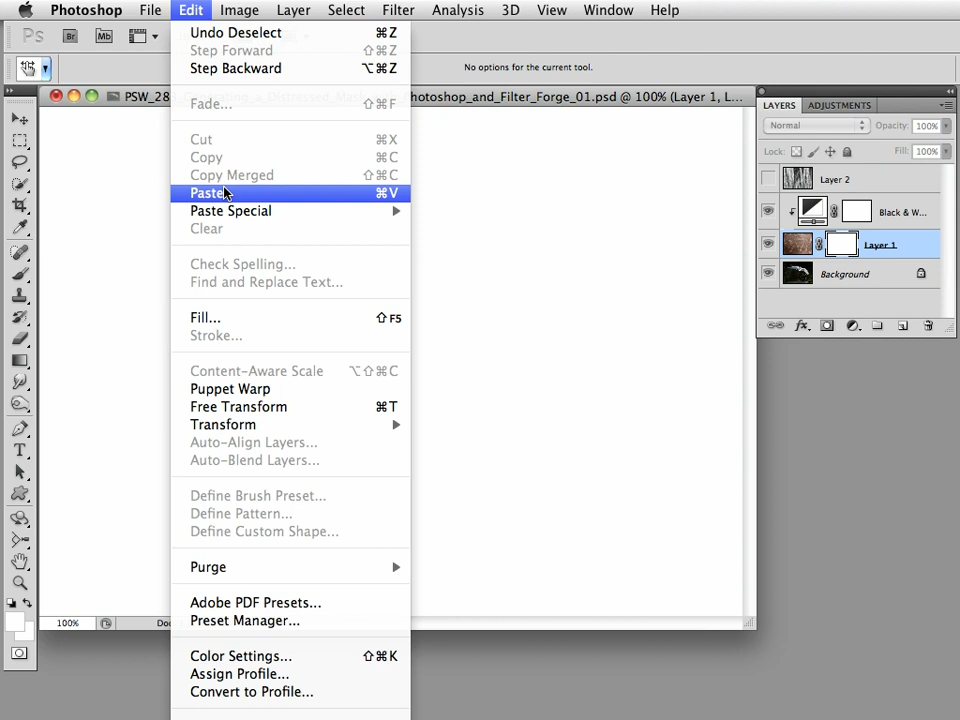 Photoshop File Edit Image Layer Select Filter Analysis 3D View Window Help
Ps Br Mb
No options for the current tool.
PSW_28
Photoshop_and_Filter_Forge_01.psd @ 100% (Layer 1, L...
Undo Deselect ⌘Z
Step Forward ⇧⌘Z
Step Backward ⌥⌘Z
Fade... ⇧⌘F
Cut ⌘X
Copy ⌘C
Copy Merged ⇧⌘C
Paste ⌘V
Paste Special
Clear
Check Spelling...
Find and Replace Text...
Fill... ⇧F5
Stroke...
Content-Aware Scale ⌥⇧⌘C
Puppet Warp
Free Transform ⌘T
Transform
Auto-Align Layers...
Auto-Blend Layers...
Define Brush Preset...
Define Pattern...
Define Custom Shape...
Purge
Adobe PDF Presets...
Preset Manager...
Color Settings... ⇧⌘K
Assign Profile...
Convert to Profile...
100%
Do
LAYERS ADJUSTMENTS
Normal Opacity: 100%
Lock: Fill: 100%
Layer 2
Black & W...
Layer 1
Background